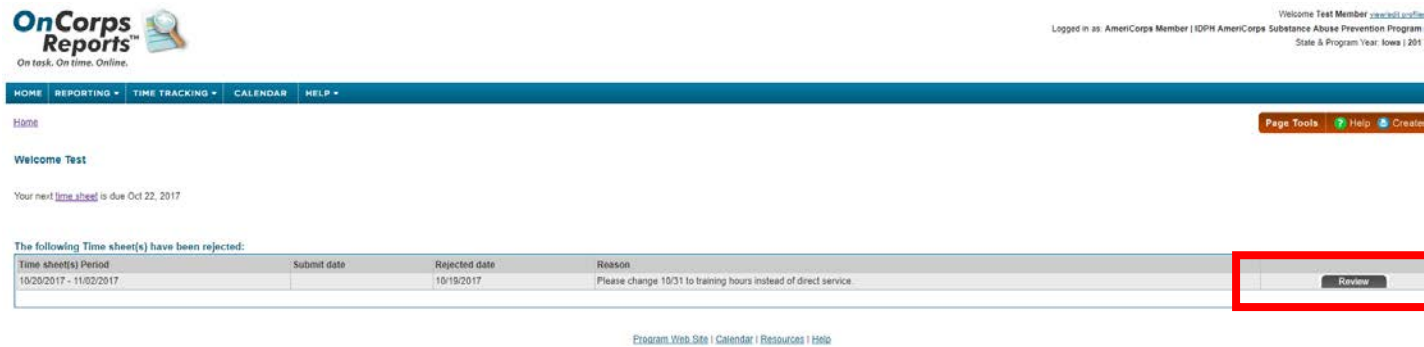 OnCorps
Reports™
On task. On time. Online.
Welcome Test Member view/edit profile
Logged in as: AmeriCorps Member | IDPH AmeriCorps Substance Abuse Prevention Program
State & Program Year: Iowa | 201
HOME REPORTING TIME TRACKING CALENDAR HELP
Home
Page Tools Help Create
Welcome Test
Your next time sheet is due Oct 22, 2017
The following Time sheet(s) have been rejected:
Time sheet(s) Period Submit date Rejected date Reason
10/20/2017 - 11/02/2017 10/19/2017 Please change 10/31 to training hours instead of direct service. Review
Program Web Site | Calendar | Resources | Help